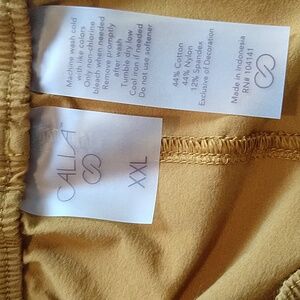 Machine wash cold
with like colors
Only non-chlorine
bleach when needed
Remove promptly
after wash
Tumble dry low
Cool iron if needed
Do not use softener
44% Cotton
44% Nylon
12% Spandex
Exclusive of Decoration
Made in Indonesia
RN# 104141
CALIA
XXL